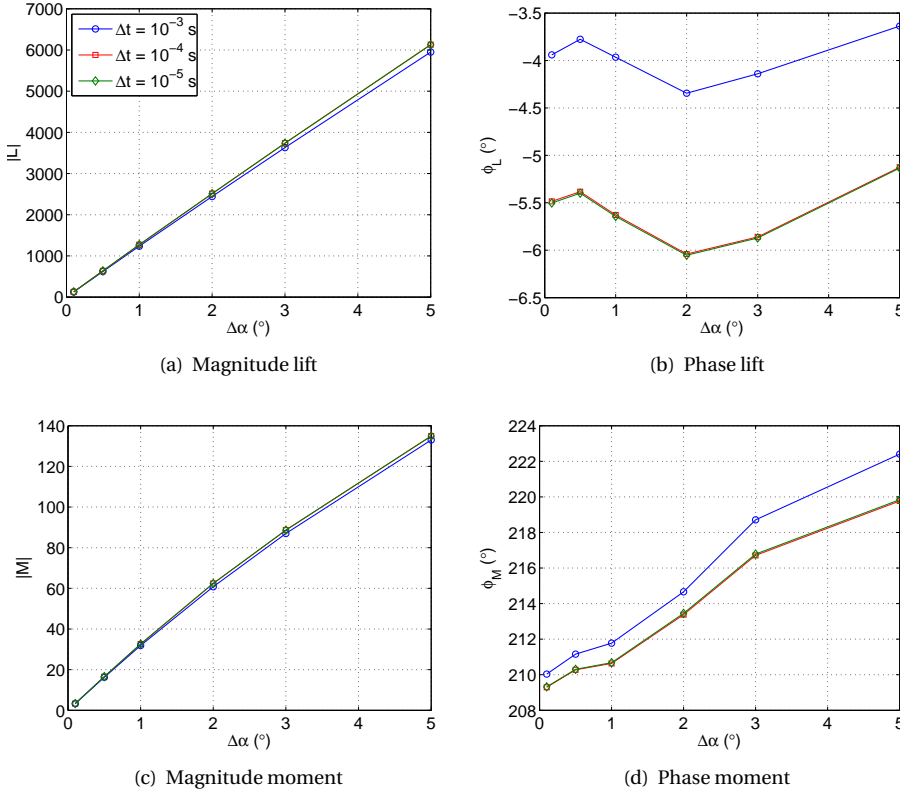 7000
6000
5000
4000
3000
2000
1000
0
|L|
Δt = 10⁻³ s
Δt = 10⁻⁴ s
Δt = 10⁻⁵ s
0 1 2 3 4 5
Δα (°)
(a) Magnitude lift
−3.5
−4
−4.5
−5
−5.5
−6
−6.5
ϕ_L (°)
0 1 2 3 4 5
Δα (°)
(b) Phase lift
140
120
100
80
60
40
20
0
|M|
0 1 2 3 4 5
Δα (°)
(c) Magnitude moment
224
222
220
218
216
214
212
210
208
ϕ_M (°)
0 1 2 3 4 5
Δα (°)
(d) Phase moment